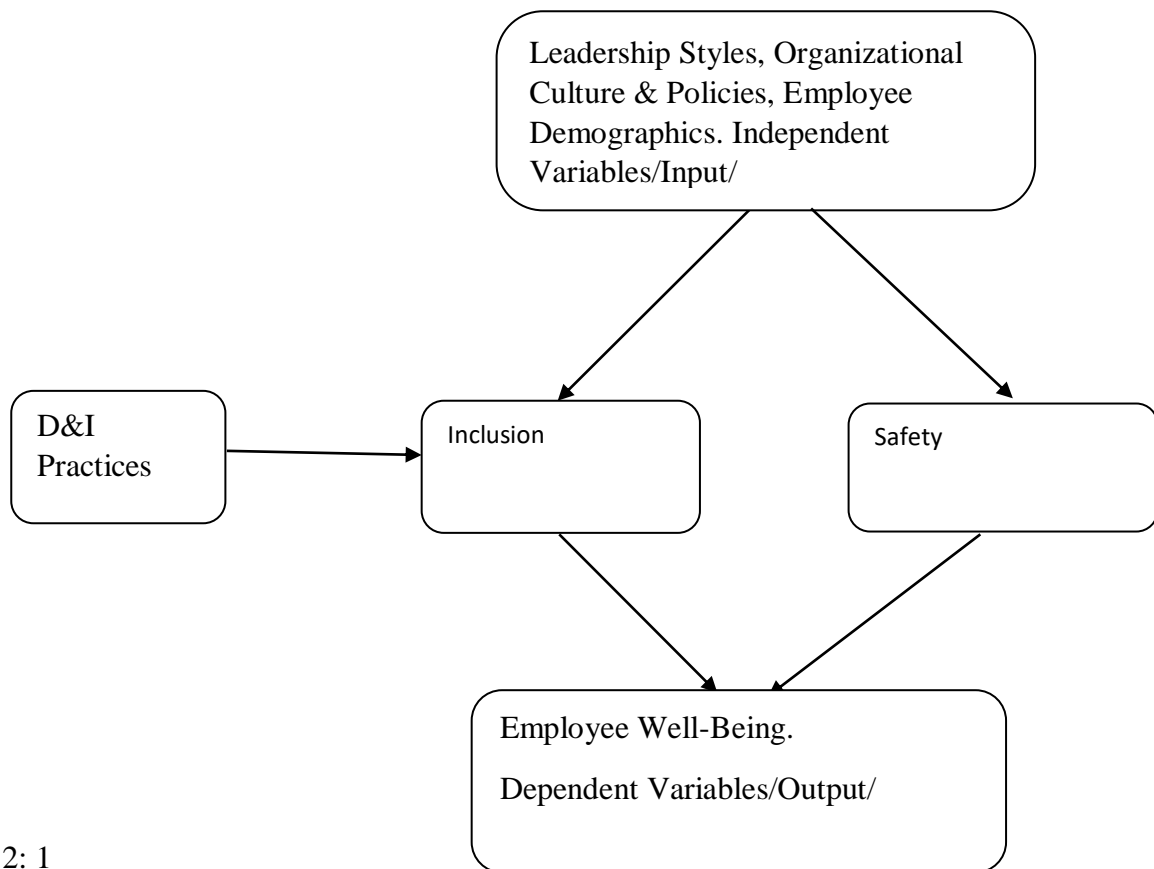 Leadership Styles, Organizational
Culture & Policies, Employee
Demographics. Independent
Variables/Input/
D&I
Practices
Inclusion
Safety
Employee Well-Being.
Dependent Variables/Output/
2: 1